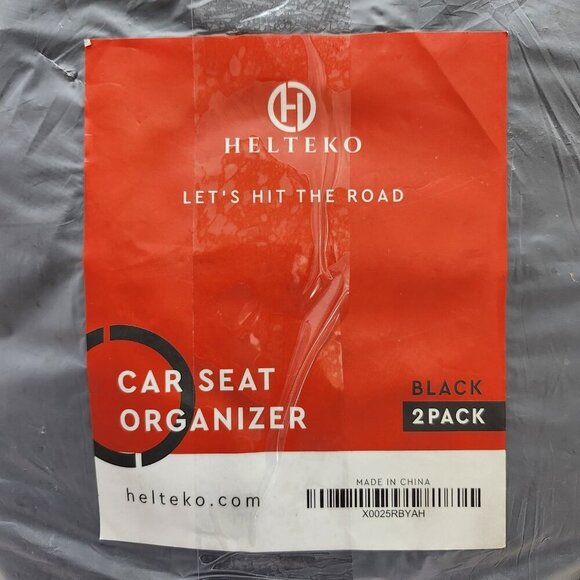 HELTEKO
LET'S HIT THE ROAD
CAR SEAT
ORGANIZER
BLACK
2PACK
helteko.com
MADE IN CHINA
X0025RBYAH